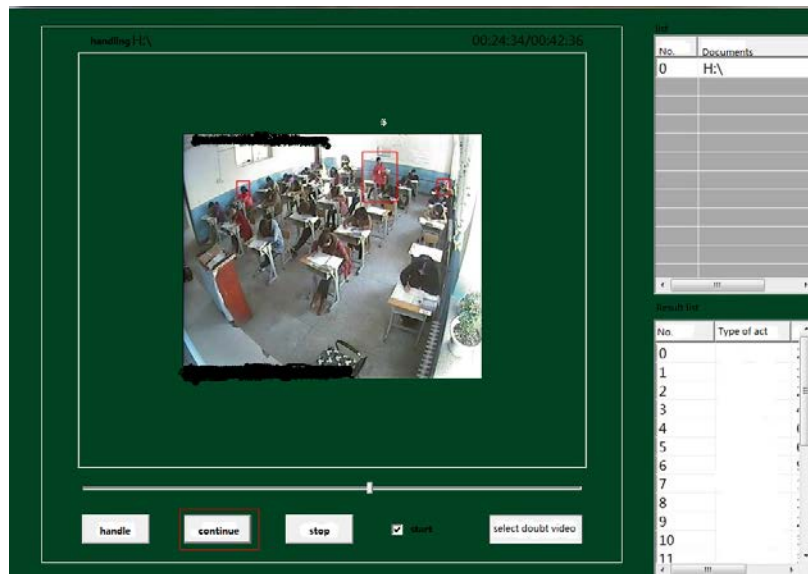 handling H:\
00:24:34/00:42:36
list
No. Documents
0 H:\
Result list
No. Type of act
0
1
2
3
4
5
6
7
8
9
10
11
handle
continue
stop
start
select doubt video